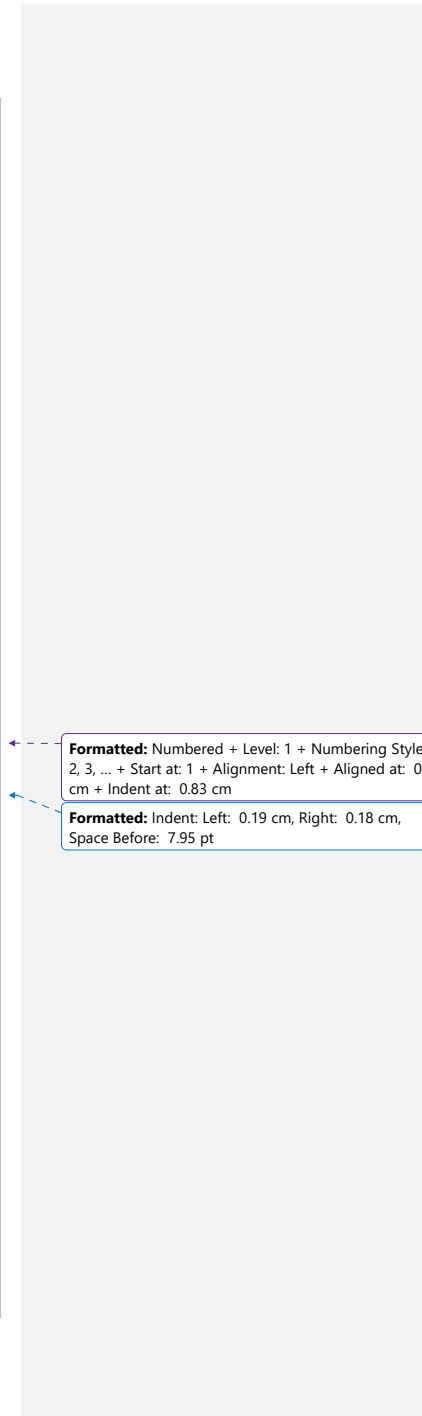 Formatted: Numbered + Level: 1 + Numbering Style
2, 3, ... + Start at: 1 + Alignment: Left + Aligned at: 0
cm + Indent at: 0.83 cm
Formatted: Indent: Left: 0.19 cm, Right: 0.18 cm,
Space Before: 7.95 pt